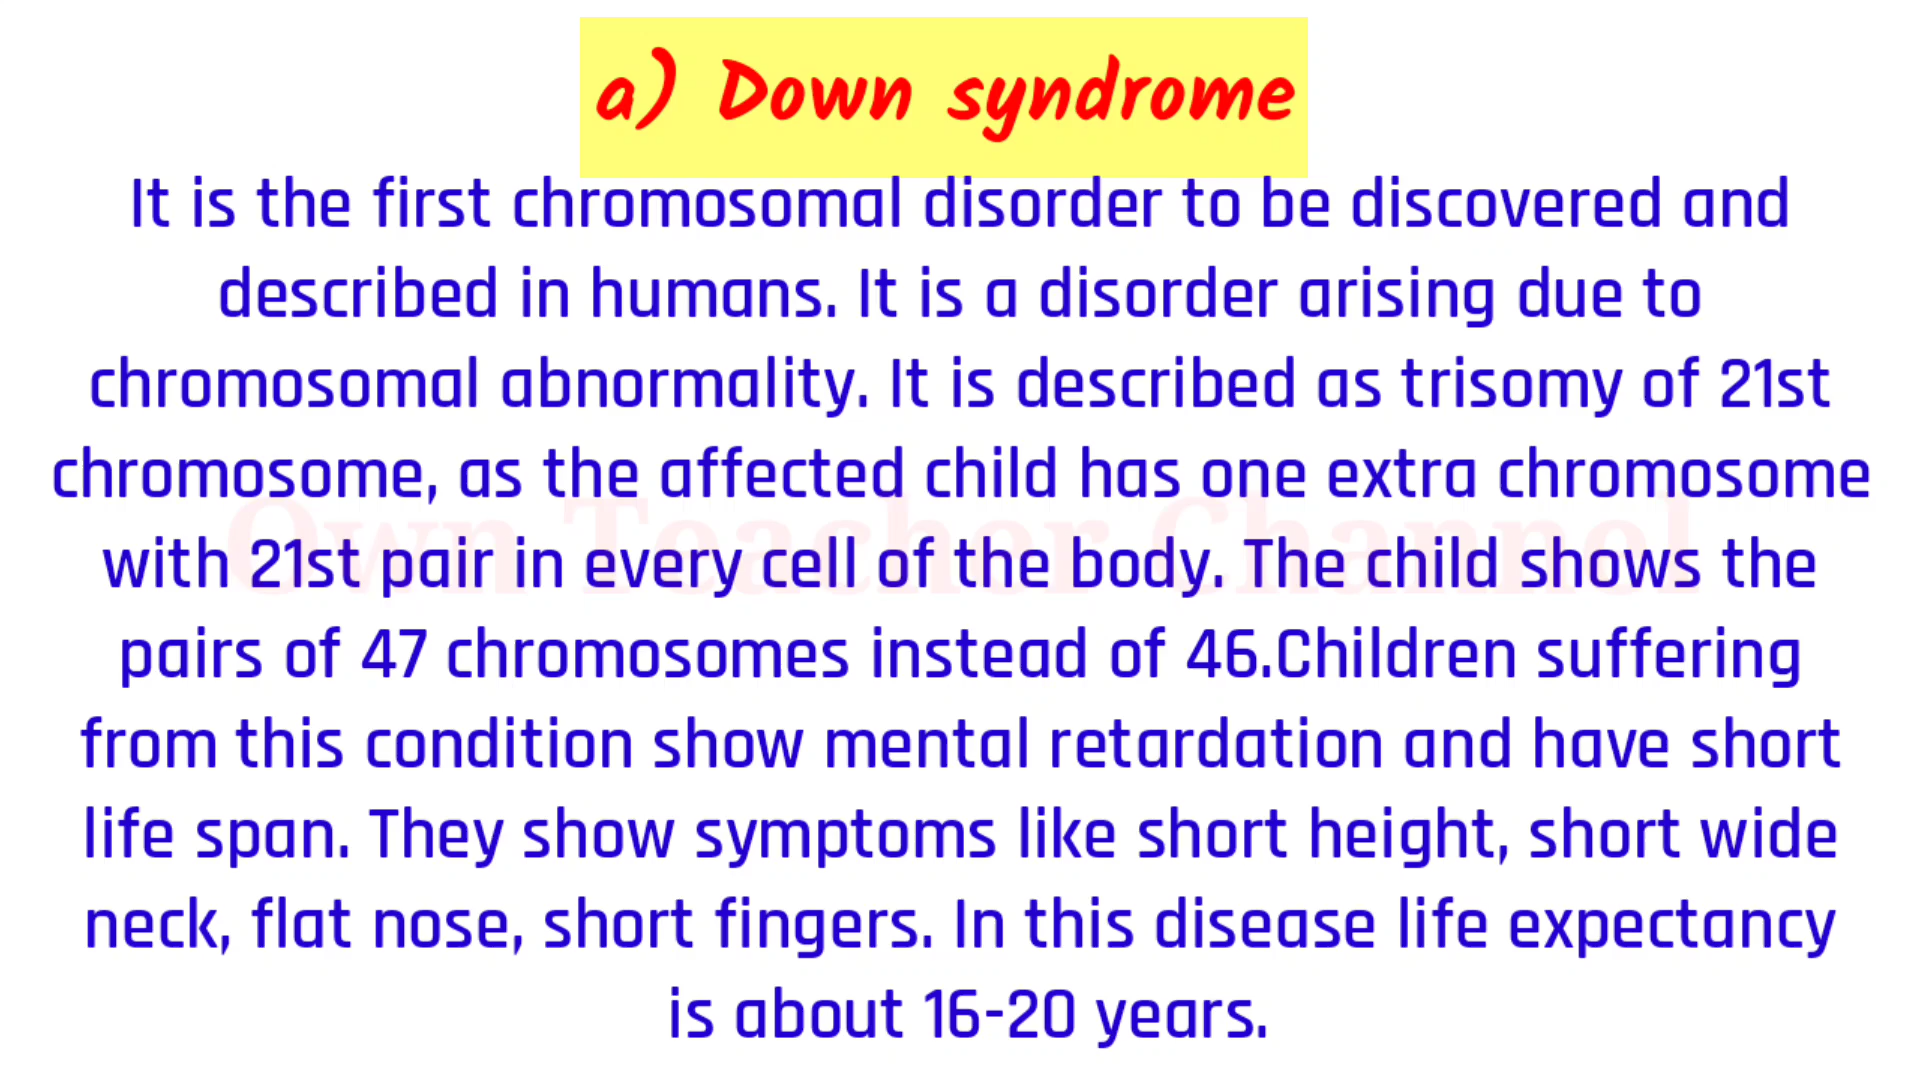 a) Down syndrome
It is the first chromosomal disorder to be discovered and
described in humans. It is a disorder arising due to
chromosomal abnormality. It is described as trisomy of 21st
chromosome, as the affected child has one extra chromosome
Own Teacher Channel
with 21st pair in every cell of the body. The child shows the
pairs of 47 chromosomes instead of 46.Children suffering
from this condition show mental retardation and have short
life span. They show symptoms like short height, short wide
neck, flat nose, short fingers. In this disease life expectancy
is about 16-20 years.